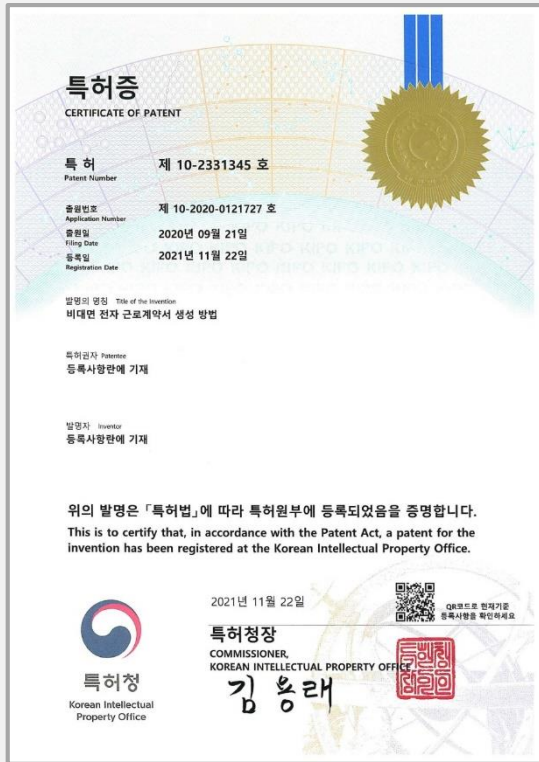 특허증
CERTIFICATE OF PATENT
특 허 제 10-2331345 호
Patent Number
출원번호 제 10-2020-0121727 호
Application Number
출원일 2020년 09월 21일
Filing Date
등록일 2021년 11월 22일
Registration Date
발명의 명칭 Title of the Invention
비대면 전자 근로계약서 생성 방법
특허권자 Patentee
등록사항란에 기재
발명자 Inventor
등록사항란에 기재
위의 발명은 「특허법」에 따라 특허원부에 등록되었음을 증명합니다.
This is to certify that, in accordance with the Patent Act, a patent for the
invention has been registered at the Korean Intellectual Property Office.
2021년 11월 22일
QR코드로 현재기준
등록사항을 확인하세요
특허청장
COMMISSIONER,
KOREAN INTELLECTUAL PROPERTY OFFICE
김용래
특허청
Korean Intellectual
Property Office